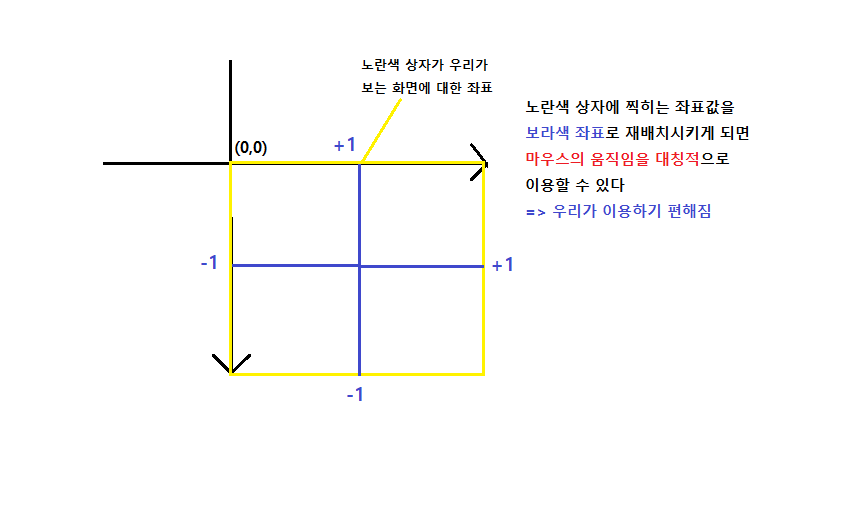 노란색 상자가 우리가
보는 화면에 대한 좌표
(0,0)
+1
-1
+1
-1
노란색 상자에 찍히는 좌표값을
보라색 좌표로 재배치시키게 되면
마우스의 움직임을 대칭적으로
이용할 수 있다
=> 우리가 이용하기 편해짐